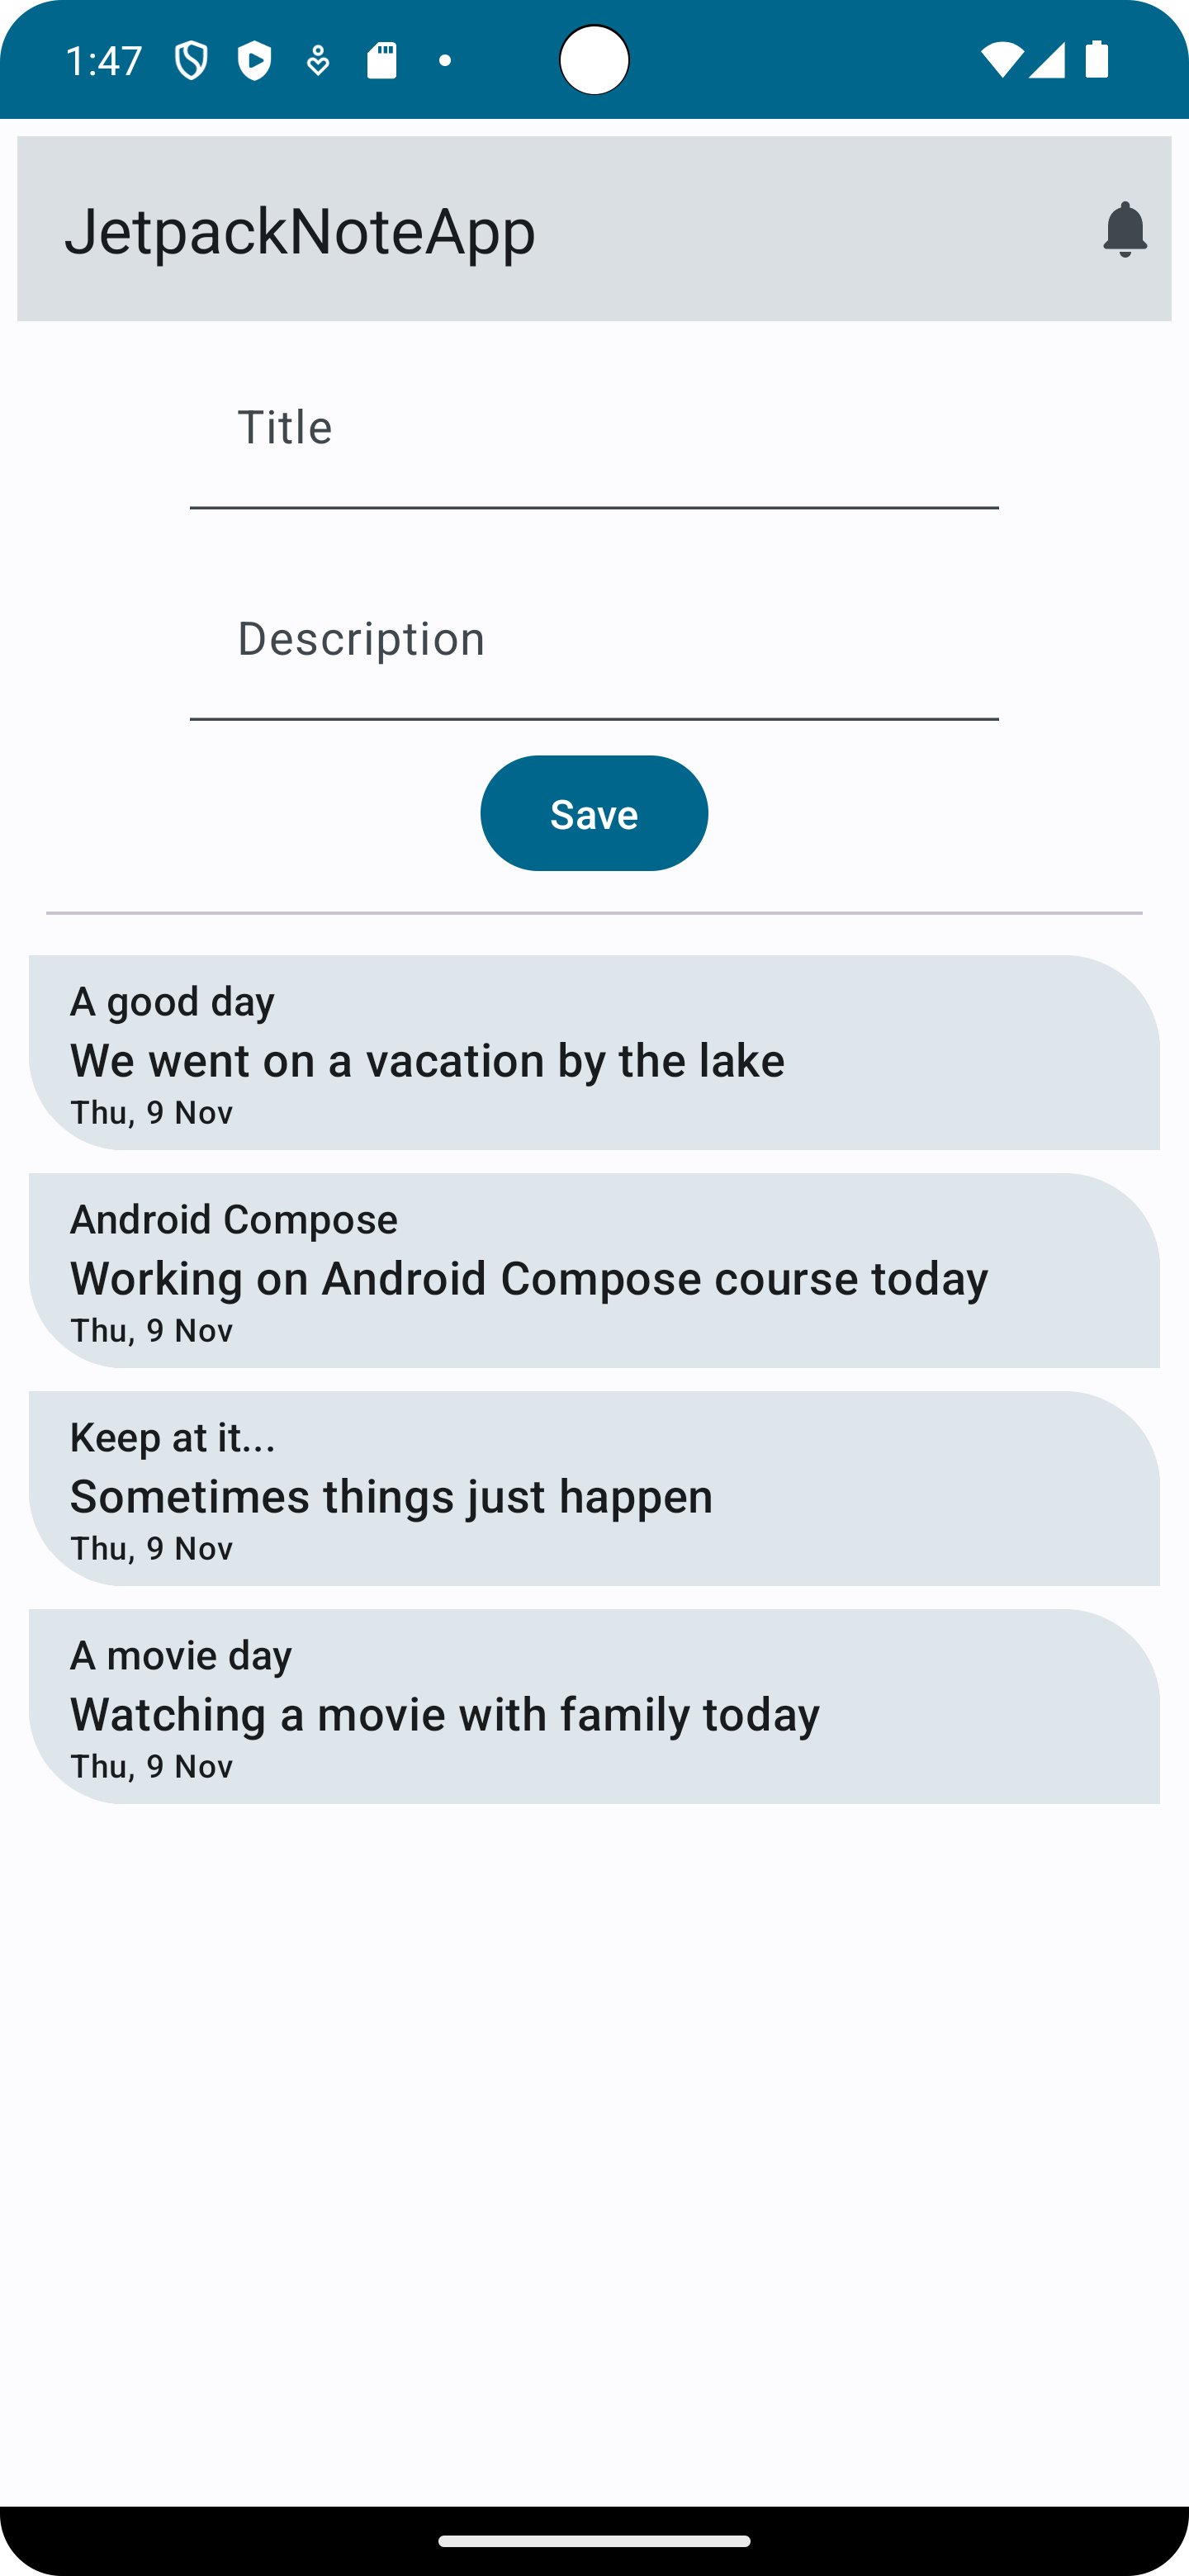 1:47
JetpackNoteApp
Title
Description
Save
A good day
We went on a vacation by the lake
Thu, 9 Nov
Android Compose
Working on Android Compose course today
Thu, 9 Nov
Keep at it...
Sometimes things just happen
Thu, 9 Nov
A movie day
Watching a movie with family today
Thu, 9 Nov